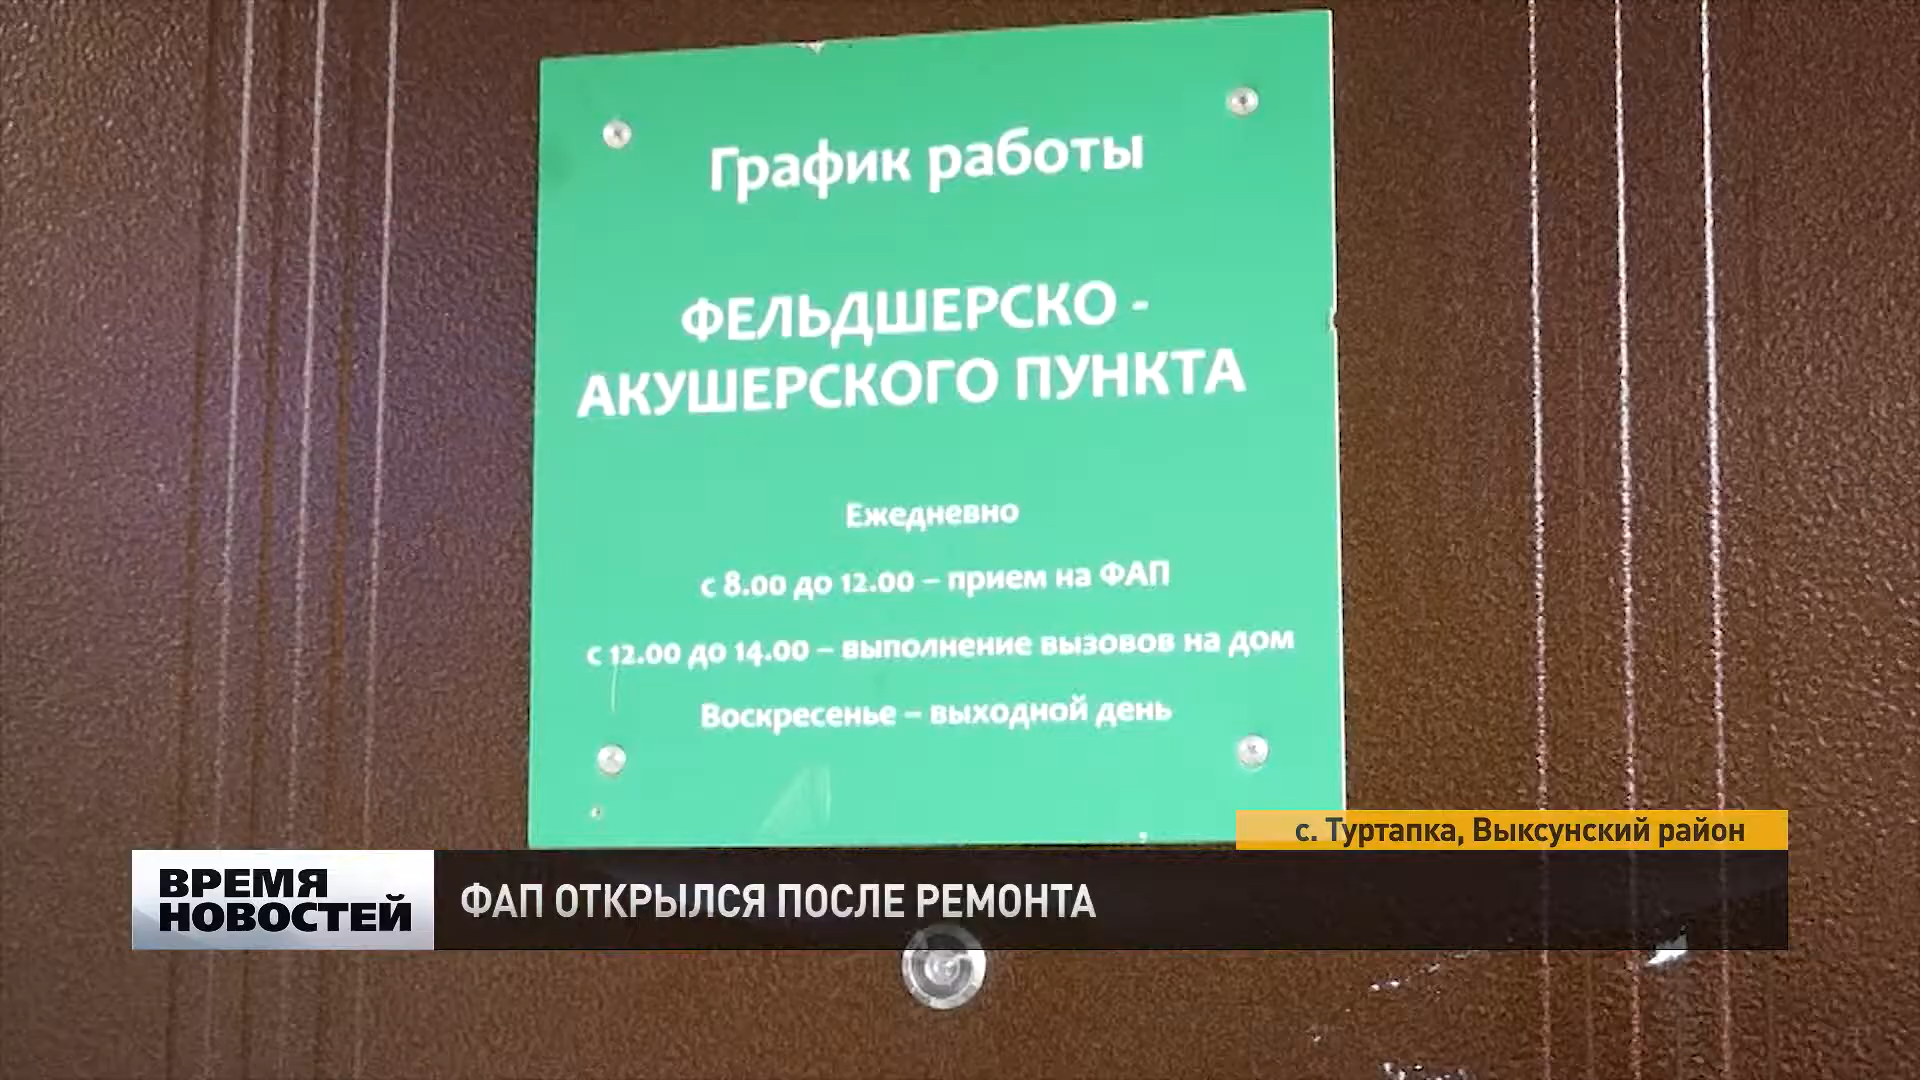 График работы
ФЕЛЬДШЕРСКО -
АКУШЕРСКОГО ПУНКТА
Ежедневно
с 8.00 до 12.00 – прием на ФАП
с 12.00 до 14.00 – выполнение вызовов на дом
Воскресенье – выходной день
с. Туртапка, Выксунский район
ВРЕМЯ
НОВОСТЕЙ
ФАП ОТКРЫЛСЯ ПОСЛЕ РЕМОНТА